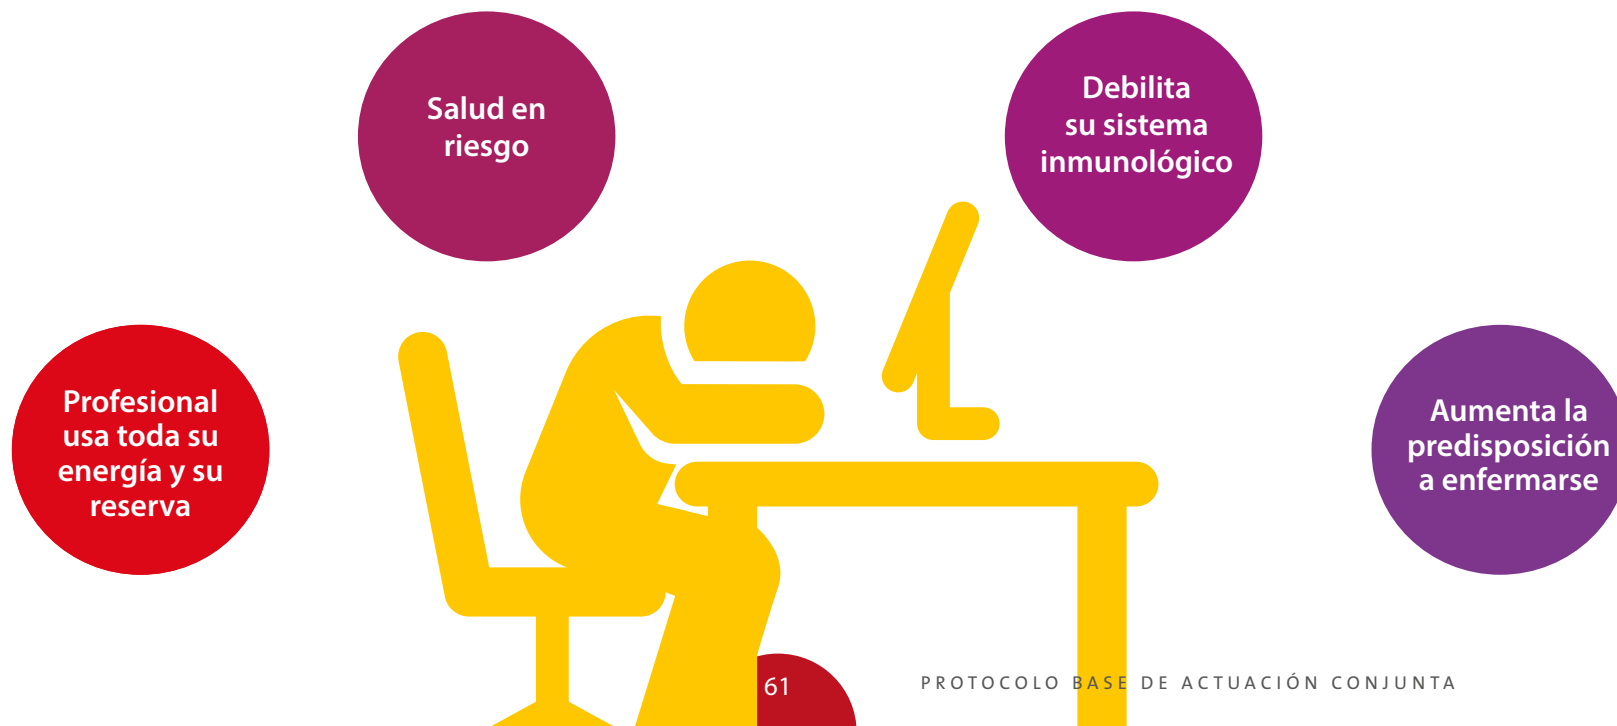 Salud en
riesgo
Debilita
su sistema
inmunológico
Profesional
usa toda su
energía y su
reserva
Aumenta la
predisposición
a enfermarse
61
PROTOCOLO BASE DE ACTUACIÓN CONJUNTA